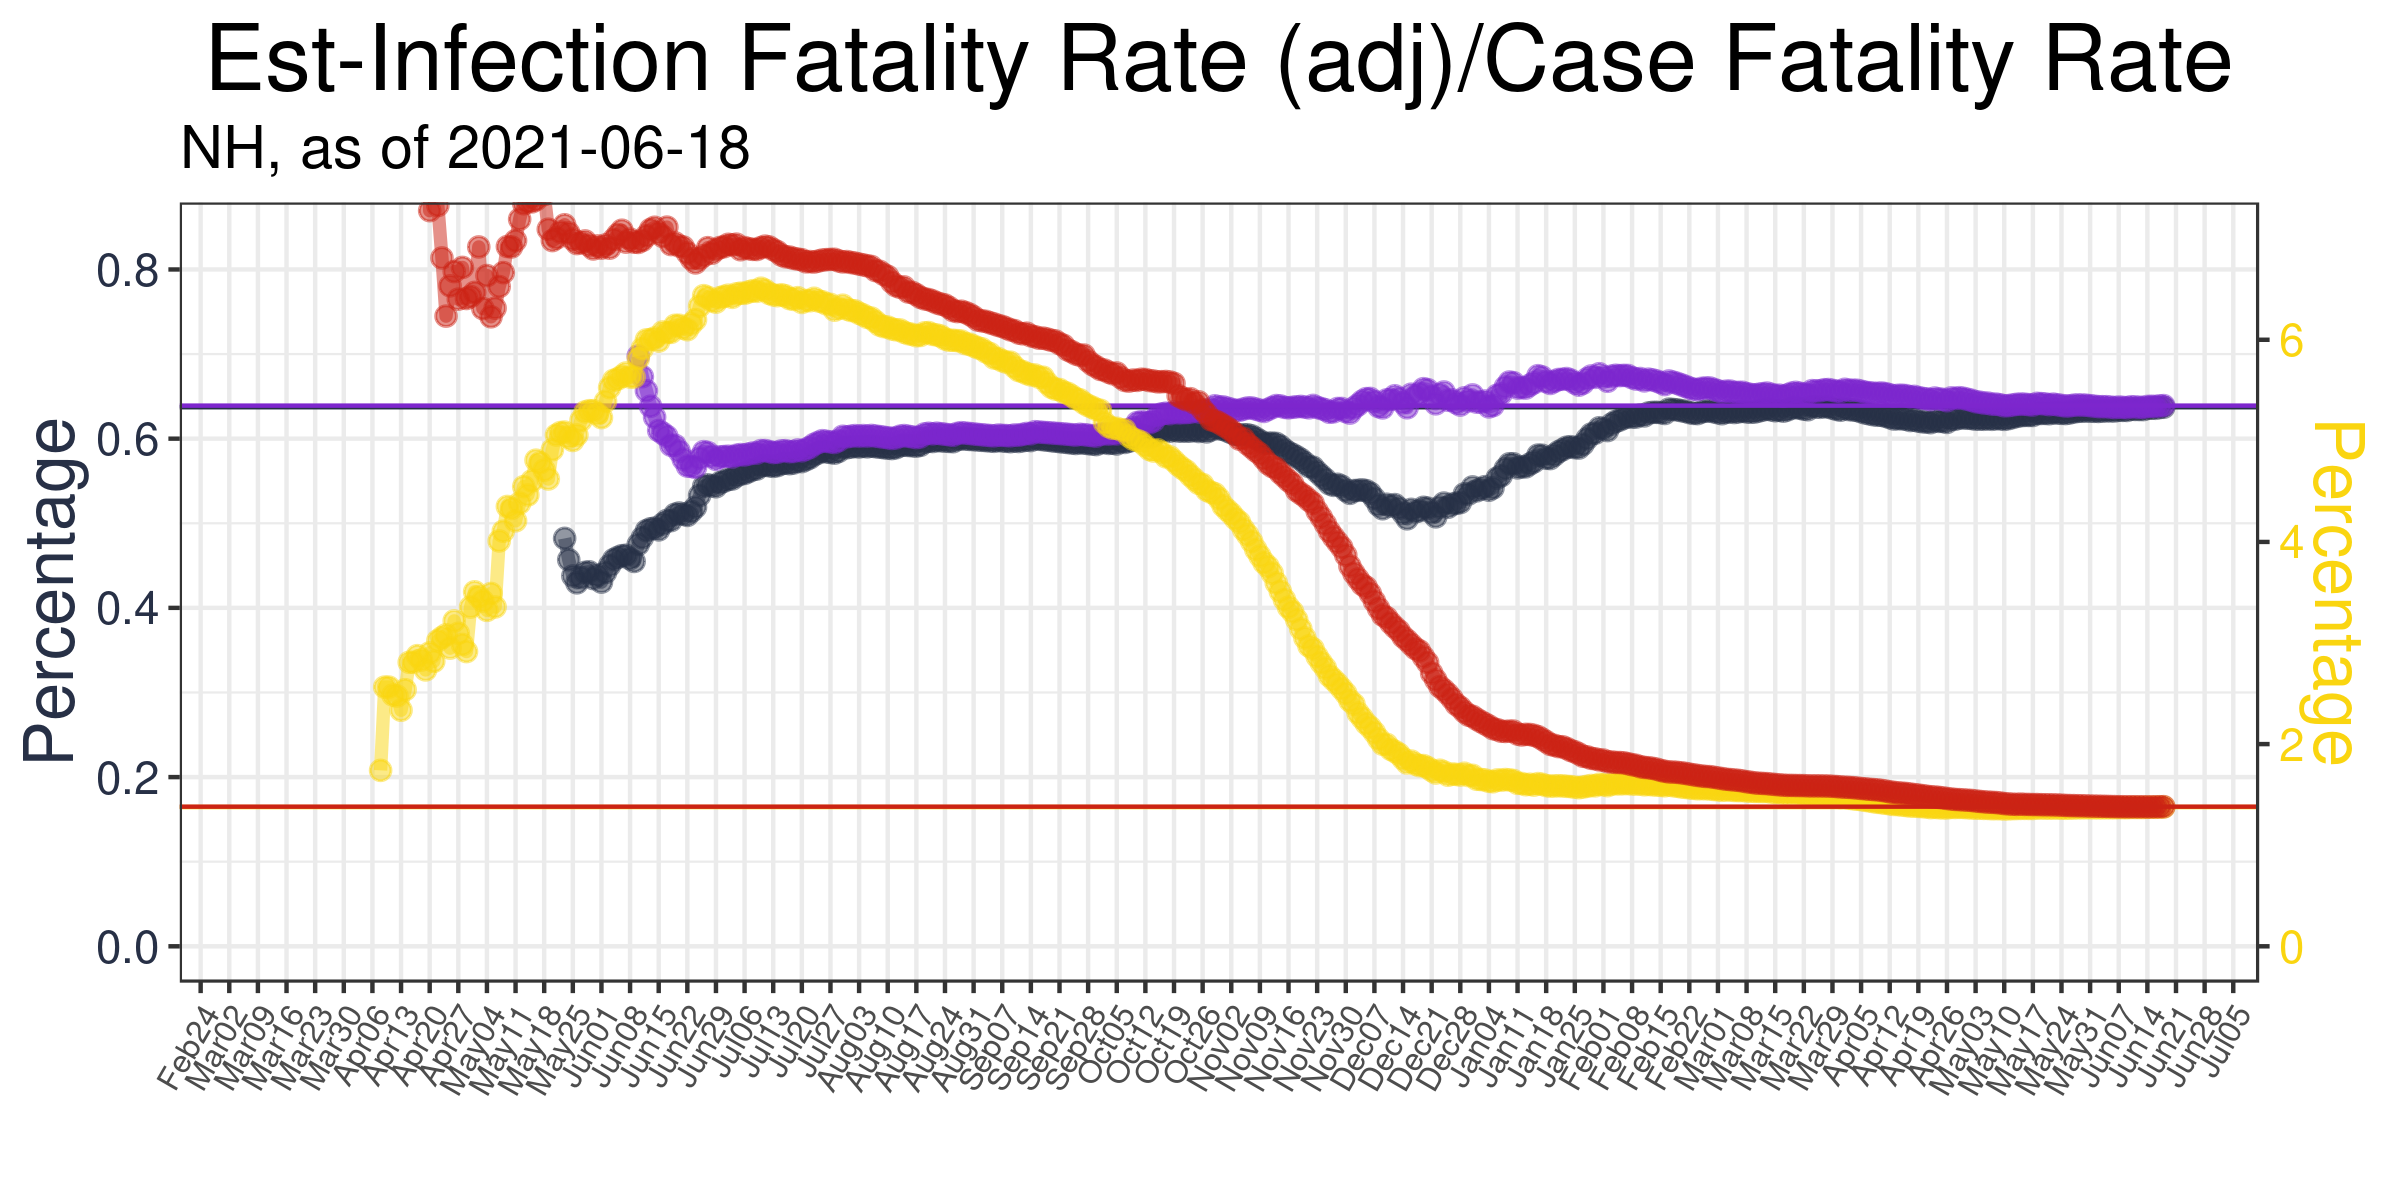 Est-Infection Fatality Rate (adj)/Case Fatality Rate
NH, as of 2021-06-18
Percentage
0.8
0.6
0.4
0.2
0.0
6
4
2
0
Percentage
Feb24
Mar02
Mar09
Mar16
Mar23
Mar30
Apr06
Apr13
Apr20
Apr27
May04
May11
May18
May25
Jun01
Jun08
Jun15
Jun22
Jun29
Jul06
Jul13
Jul20
Jul27
Aug03
Aug10
Aug17
Aug24
Aug31
Sep07
Sep14
Sep21
Sep28
Oct05
Oct12
Oct19
Oct26
Nov02
Nov09
Nov16
Nov23
Nov30
Dec07
Dec14
Dec21
Dec28
Jan04
Jan11
Jan18
Jan25
Feb01
Feb08
Feb15
Feb22
Mar01
Mar08
Mar15
Mar22
Mar29
Apr05
Apr12
Apr19
Apr26
May03
May10
May17
May24
May31
Jun07
Jun14
Jun21
Jun28
Jul05